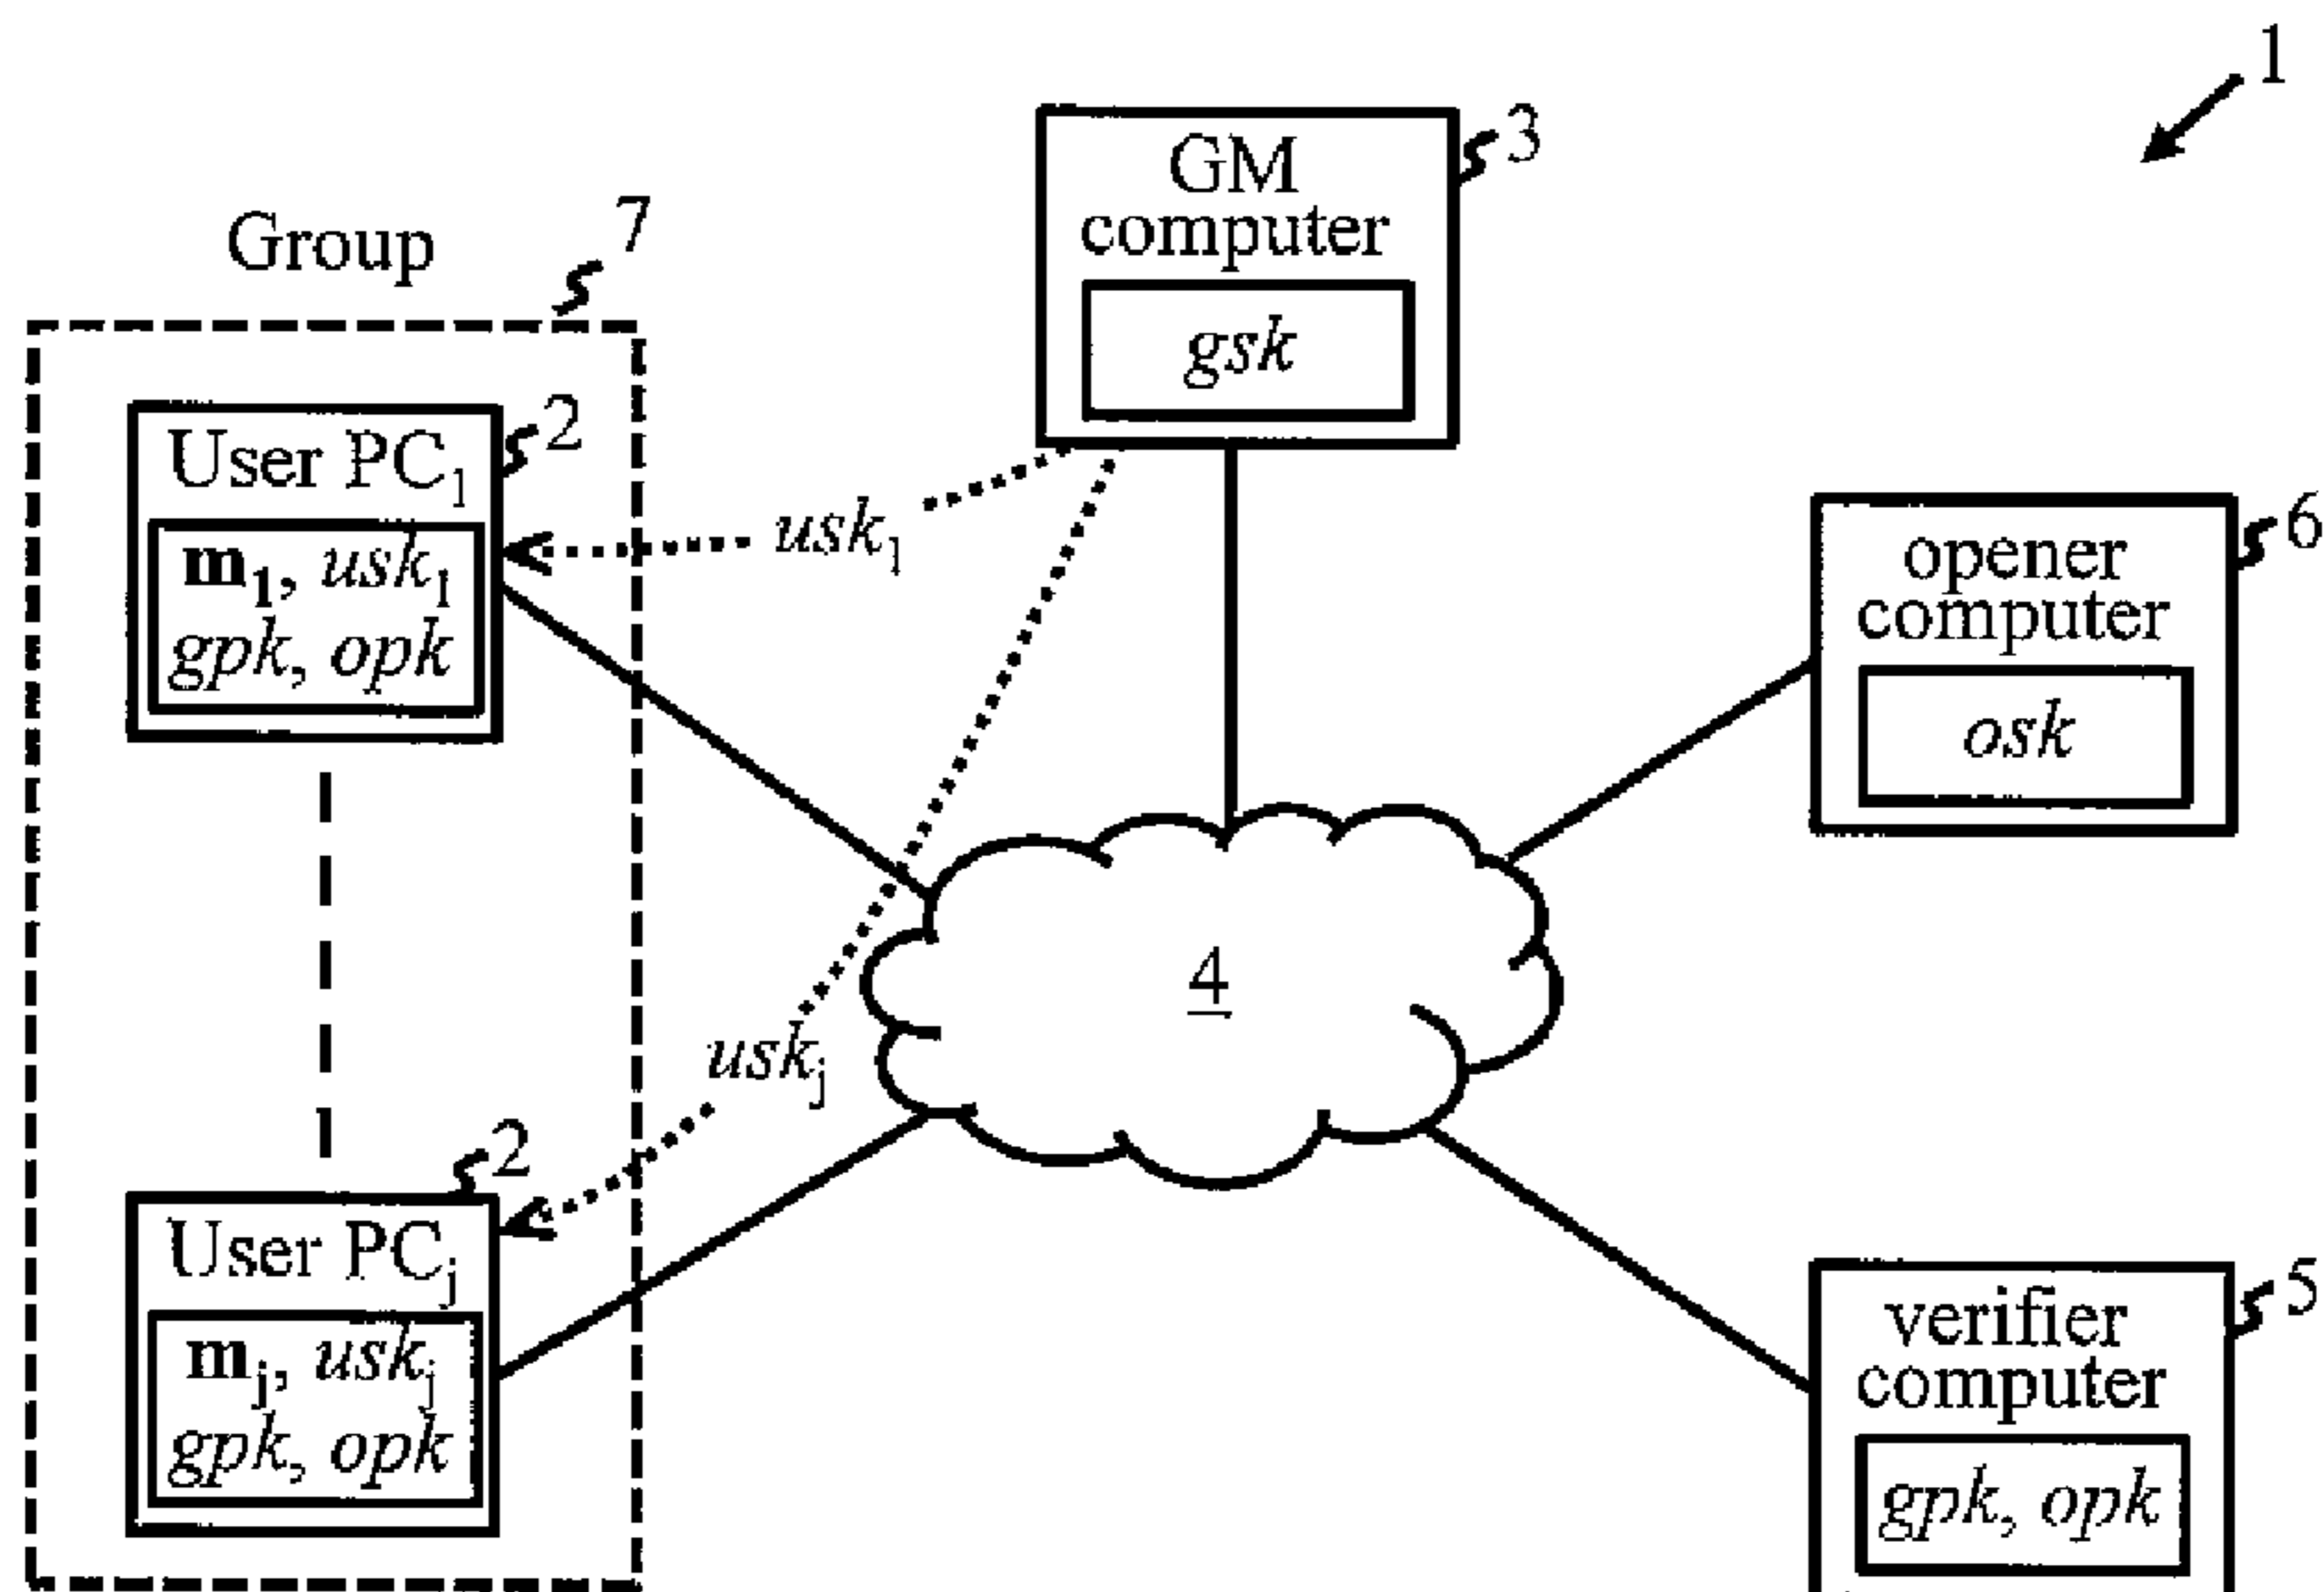 1
GM
computer
gsk
3
Group
7
User PC1
2
m1, usk1
gpk, opk
usk1
opener
computer
osk
6
4
uskj
User PCj
2
mj, uskj
gpk, opk
verifier
computer
gpk, opk
5